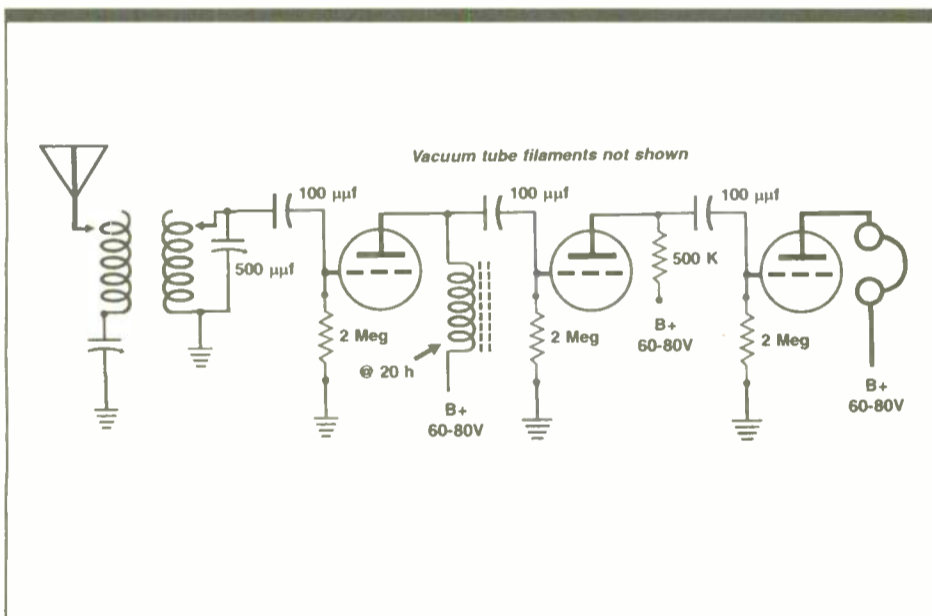 Vacuum tube filaments not shown
100 µµf
100 µµf
100 µµf
500 µµf
500 K
2 Meg
2 Meg
2 Meg
@ 20 h
B+
60-80V
B+
60-80V
B+
60-80V